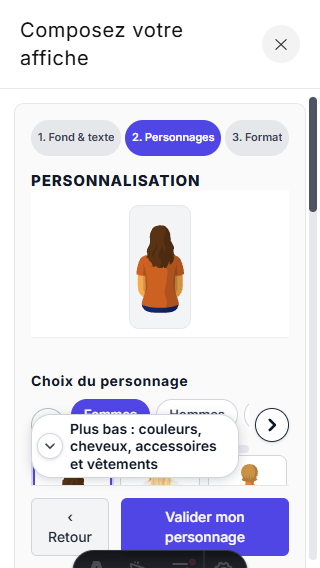 Composez votre
affiche
1. Fond & texte
2. Personnages
3. Format
PERSONNALISATION
Choix du personnage
Femmes
Hommes
Plus bas : couleurs,
cheveux, accessoires
et vêtements
‹
Retour
Valider mon
personnage